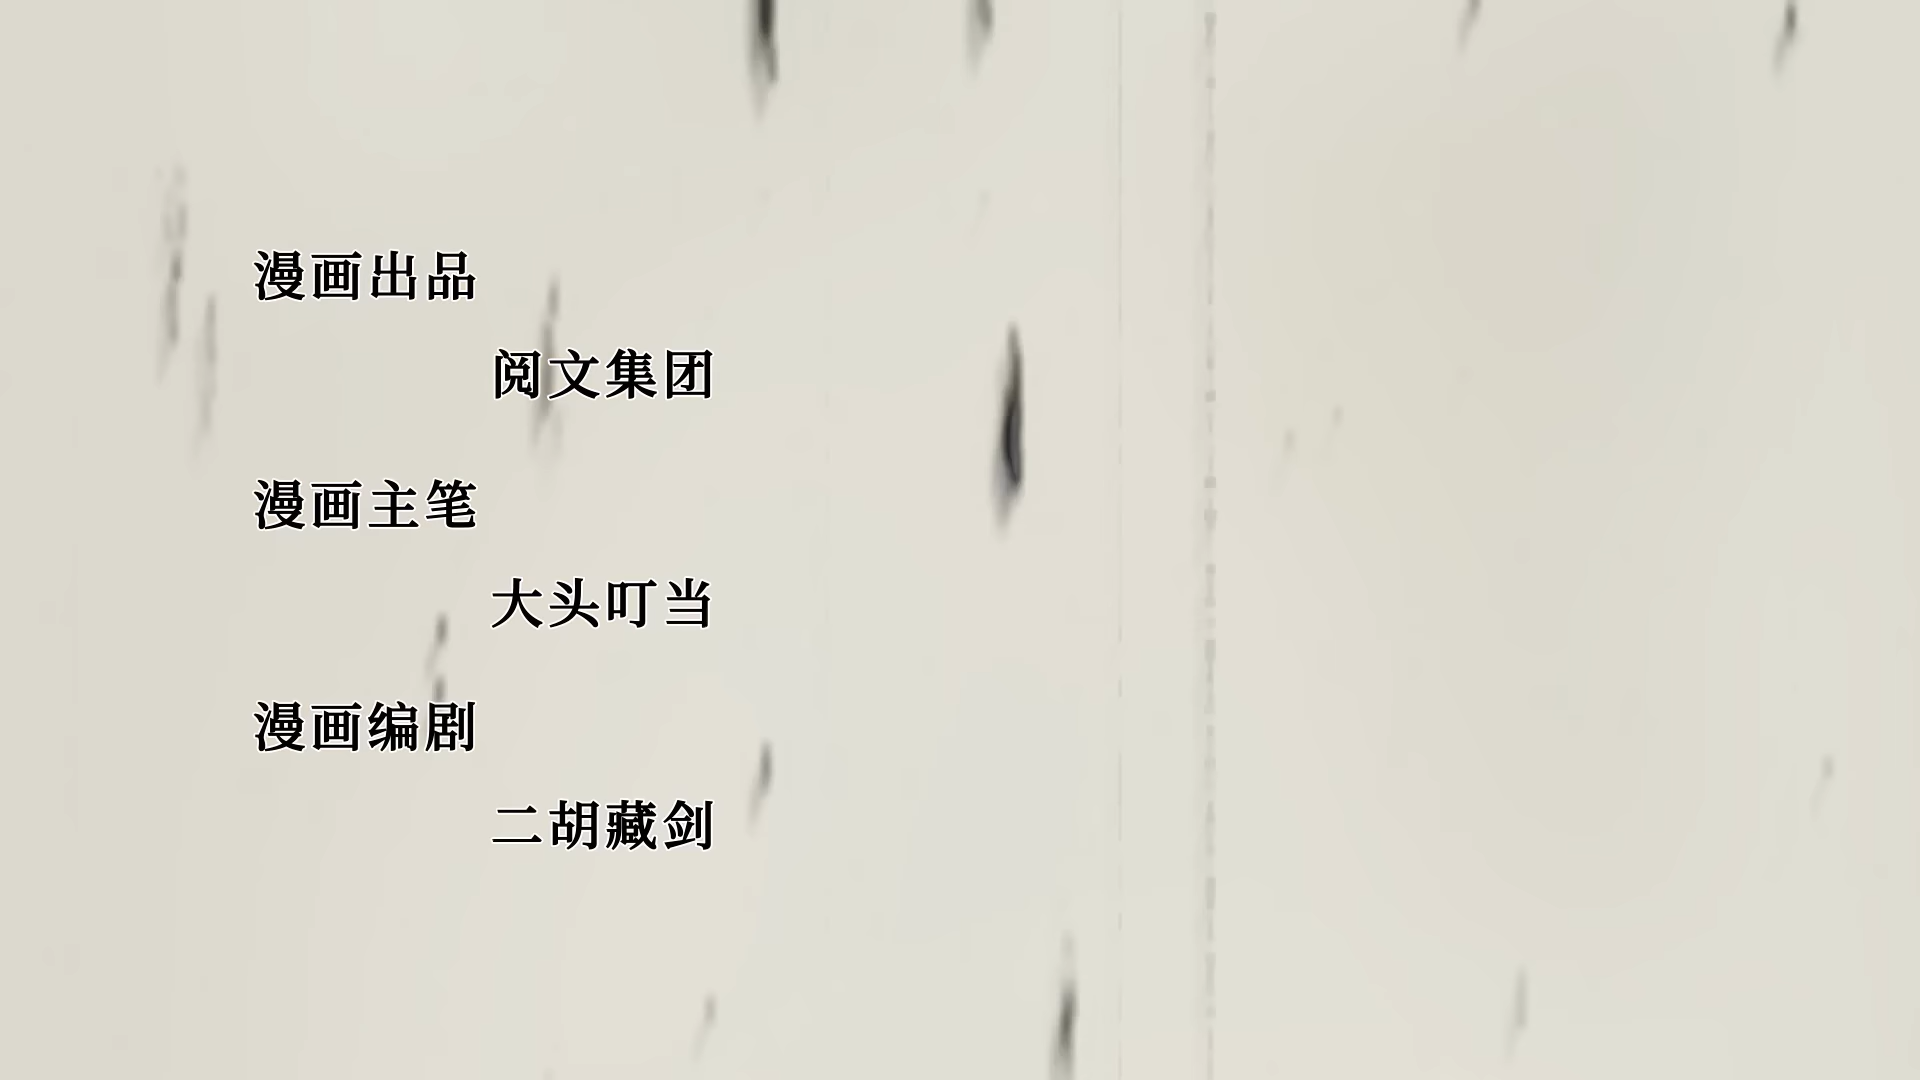 漫画出品
阅文集团
漫画主笔
大头叮当
漫画编剧
二胡藏剑